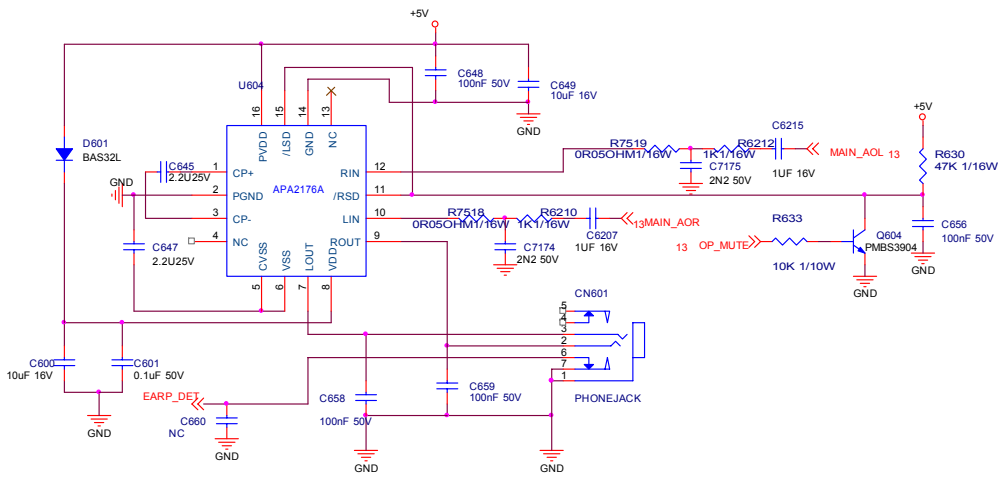 +5V
C648
100nF 50V
C649
10uF 16V
GND
U604
16
15
14
13
PVDD
/LSD
GND
NC
D601
BAS32L
C645
2.2U25V
GND
1
2
3
4
CP+
PGND
CP-
NC
APA2176A
RIN
/RSD
LIN
ROUT
12
11
10
9
CVSS
VSS
LOUT
VDD
5
6
7
8
C647
2.2U25V
R7519
0R05OHM1/16W
R6212
1K1/16W
C7175
2N2 50V
C6215
1UF 16V
MAIN_AOL 13
GND
+5V
R630
47K 1/16W
R7518
0R05OHM1/16W
R6210
1K1/16W
C7174
2N2 50V
C6207
1UF 16V
13 MAIN_AOR
GND
13 OP_MUTE
R633
10K 1/10W
Q604
PMBS3904
GND
C656
100nF 50V
GND
CN601
5
4
3
2
6
7
1
PHONEJACK
C600
10uF 16V
C601
0.1uF 50V
GND
EARP_DET
C660
NC
GND
C658
100nF 50V
C659
100nF 50V
GND
GND